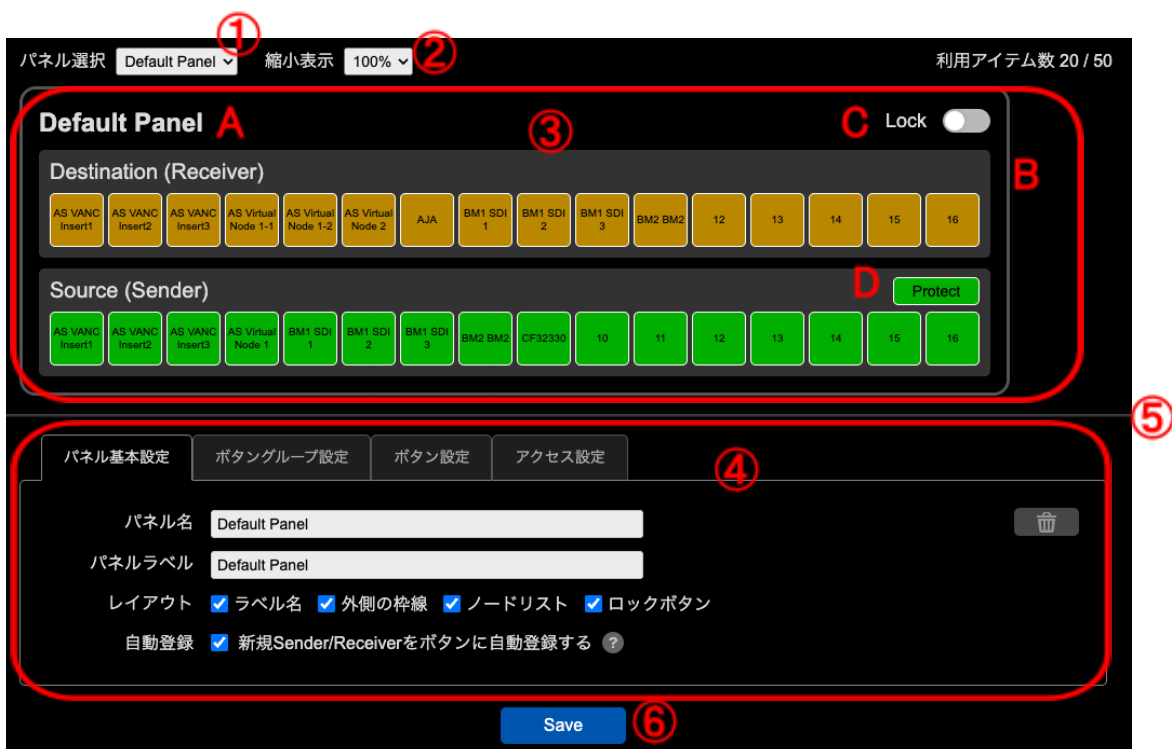 ①
②
パネル選択 Default Panel 縮小表示 100% 利用アイテム数 20 / 50
Default Panel A ③ C Lock
B
Destination (Receiver)
AS VANC Insert1 AS VANC Insert2 AS VANC Insert3 AS Virtual Node 1-1 AS Virtual Node 1-2 AS Virtual Node 2 AJA BM1 SDI 1 BM1 SDI 2 BM1 SDI 3 BM2 BM2 12 13 14 15 16
Source (Sender) D Protect
AS VANC Insert1 AS VANC Insert2 AS VANC Insert3 AS Virtual Node 1 BM1 SDI 1 BM1 SDI 2 BM1 SDI 3 BM2 BM2 CF32330 10 11 12 13 14 15 16
⑤
パネル基本設定 ボタングループ設定 ボタン設定 アクセス設定 ④
パネル名 Default Panel
パネルラベル Default Panel
レイアウト ラベル名 外側の枠線 ノードリスト ロックボタン
自動登録 新規Sender/Receiverをボタンに自動登録する ?
Save ⑥